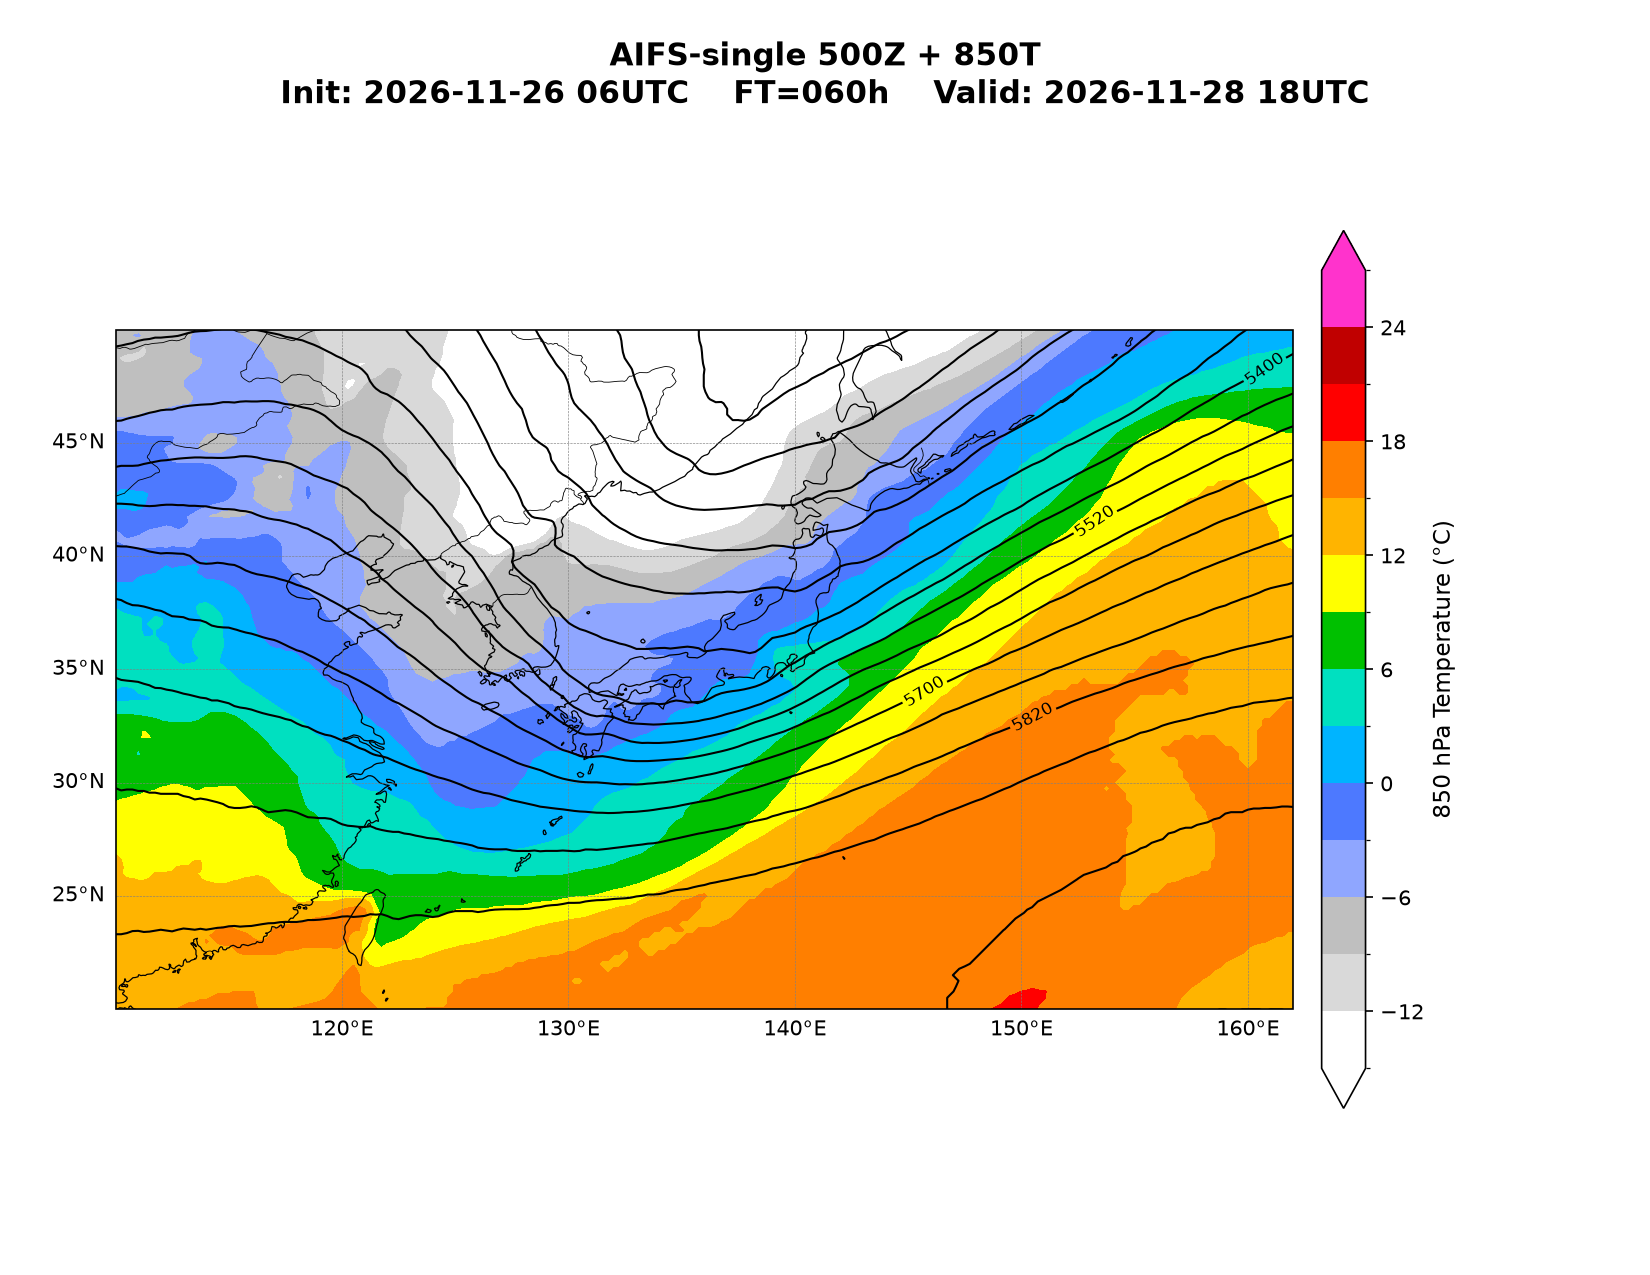 AIFS-single 500Z + 850T
Init: 2026-11-26 06UTC    FT=060h    Valid: 2026-11-28 18UTC
45°N
40°N
35°N
30°N
25°N
120°E
130°E
140°E
150°E
160°E
5400
5520
5700
5820
24
18
12
6
0
−6
−12
850 hPa Temperature (°C)